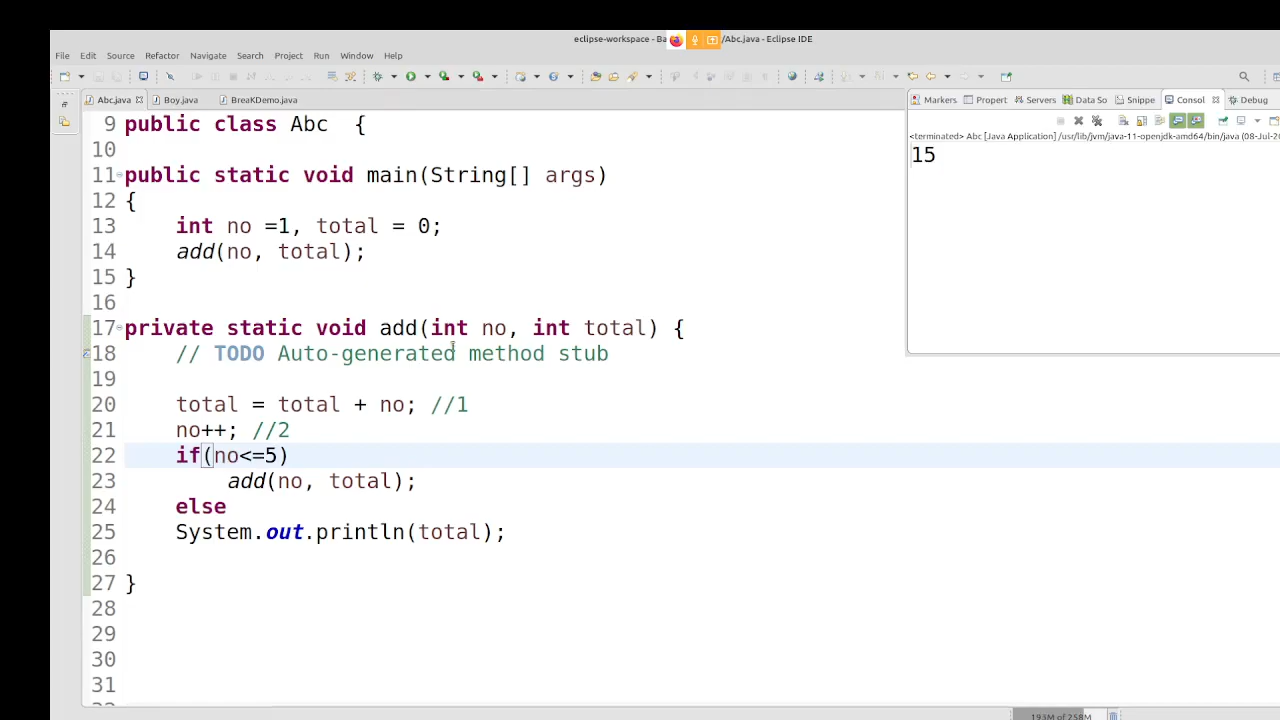 eclipse-workspace - Ba /Abc.java - Eclipse IDE
File Edit Source Refactor Navigate Search Project Run Window Help
Abc.java Boy.java BreaKDemo.java
Markers Propert Servers Data So Snippe Consol Debug
<terminated> Abc [Java Application] /usr/lib/jvm/java-11-openjdk-amd64/bin/java (08-Jul-20
15
9 public class Abc {
10
11 public static void main(String[] args)
12 {
13 int no =1, total = 0;
14 add(no, total);
15 }
16
17 private static void add(int no, int total) {
18 // TODO Auto-generated method stub
19
20 total = total + no; //1
21 no++; //2
22 if(no<=5)
23 add(no, total);
24 else
25 System.out.println(total);
26
27 }
28
29
30
31
193M of 258M